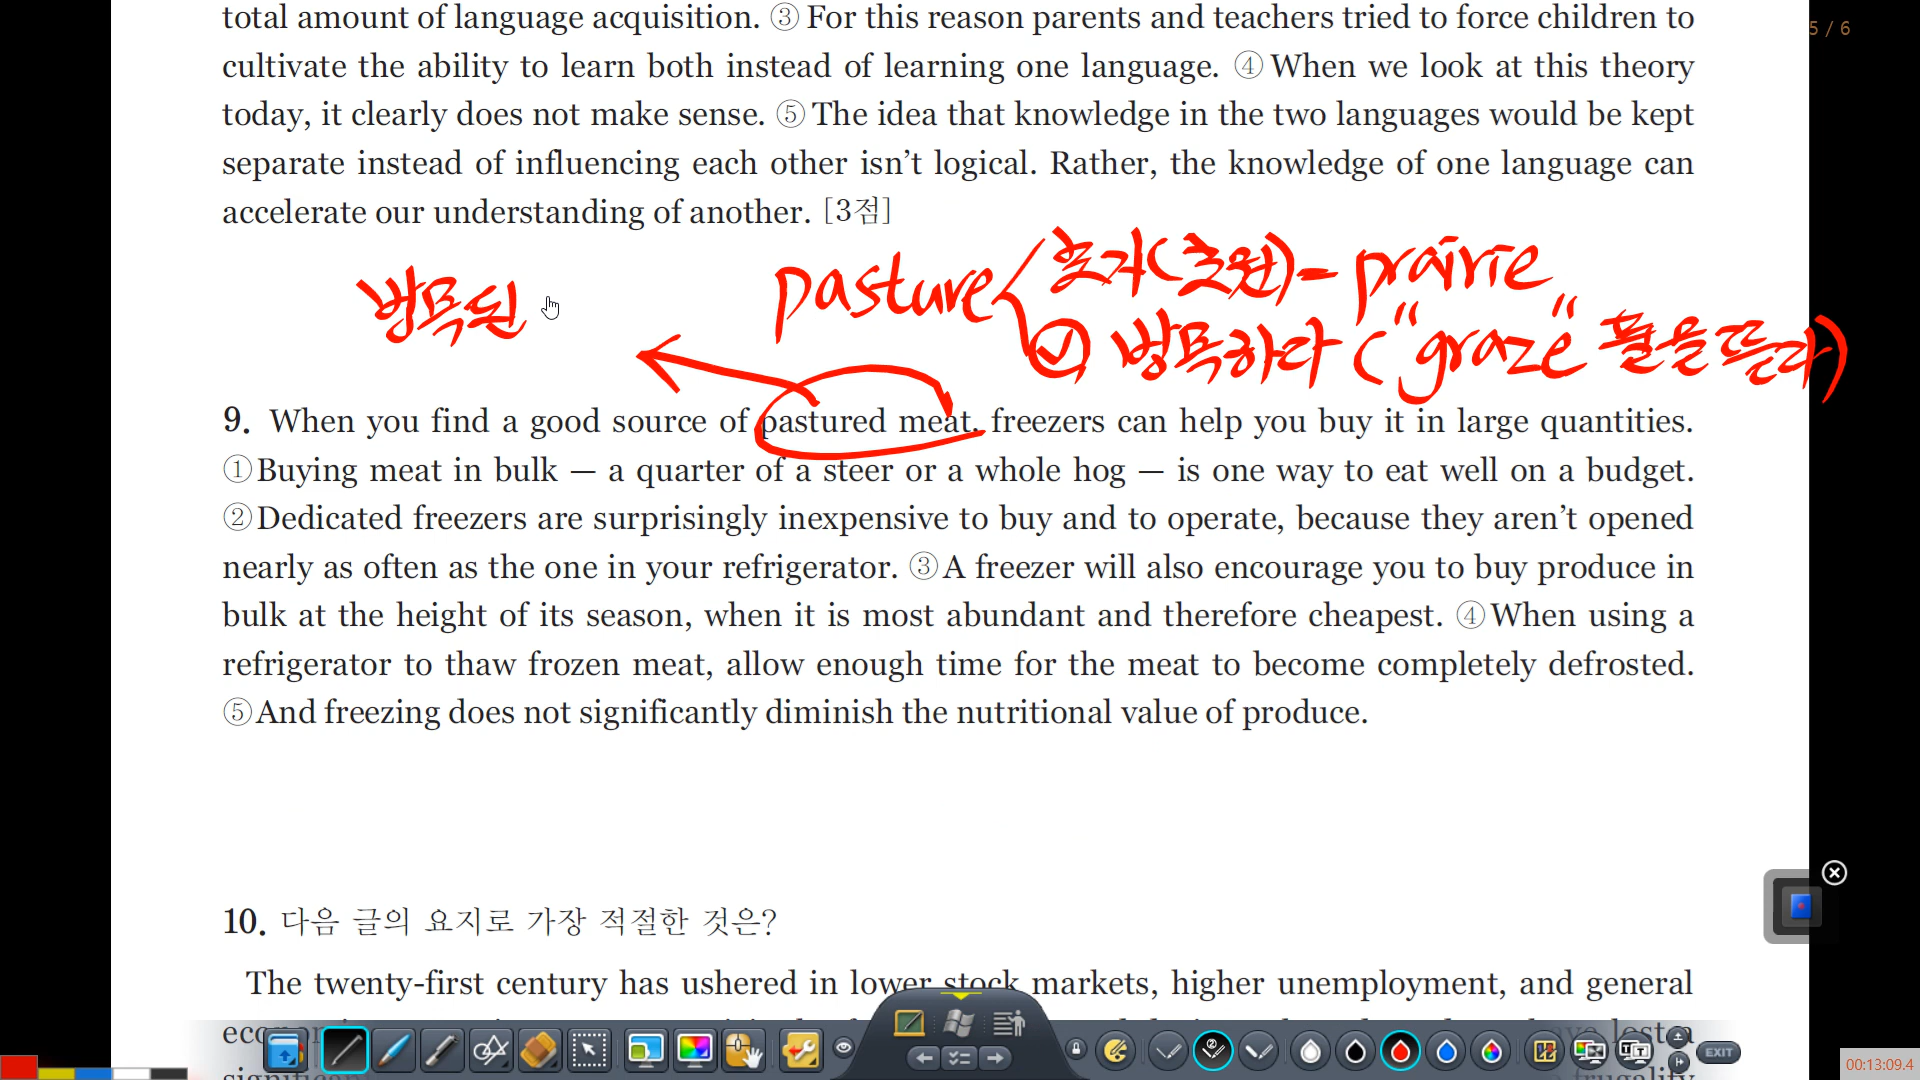 total amount of language acquisition. ③ For this reason parents and teachers tried to force children to
5 / 6
cultivate the ability to learn both instead of learning one language. ④ When we look at this theory
today, it clearly does not make sense. ⑤ The idea that knowledge in the two languages would be kept
separate instead of influencing each other isn't logical. Rather, the knowledge of one language can
accelerate our understanding of another. [3점]
방목된
pasture
초지(초원) - prairie
② 방목하다 ("graze" 풀을 뜯다)
9. When you find a good source of pastured meat, freezers can help you buy it in large quantities.
① Buying meat in bulk — a quarter of a steer or a whole hog — is one way to eat well on a budget.
② Dedicated freezers are surprisingly inexpensive to buy and to operate, because they aren't opened
nearly as often as the one in your refrigerator. ③ A freezer will also encourage you to buy produce in
bulk at the height of its season, when it is most abundant and therefore cheapest. ④ When using a
refrigerator to thaw frozen meat, allow enough time for the meat to become completely defrosted.
⑤ And freezing does not significantly diminish the nutritional value of produce.
10. 다음 글의 요지로 가장 적절한 것은?
The twenty-first century has ushered in lower stock markets, higher unemployment, and general
EXIT
00:13:09.4